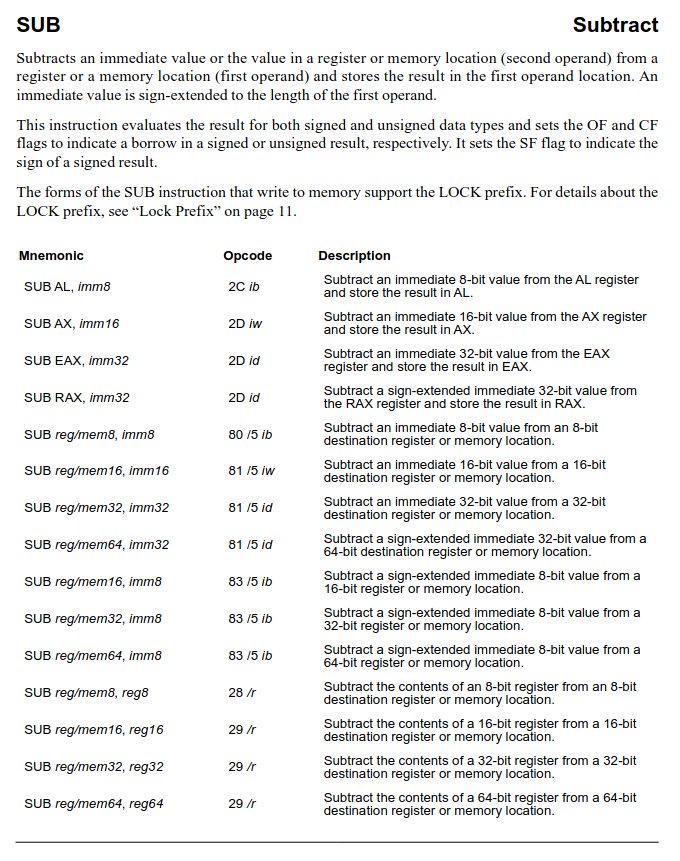 SUB Subtract
Subtracts an immediate value or the value in a register or memory location (second operand) from a
register or a memory location (first operand) and stores the result in the first operand location. An
immediate value is sign-extended to the length of the first operand.
This instruction evaluates the result for both signed and unsigned data types and sets the OF and CF
flags to indicate a borrow in a signed or unsigned result, respectively. It sets the SF flag to indicate the
sign of a signed result.
The forms of the SUB instruction that write to memory support the LOCK prefix. For details about the
LOCK prefix, see “Lock Prefix” on page 11.
Mnemonic Opcode Description
SUB AL, imm8 2C ib Subtract an immediate 8-bit value from the AL register
and store the result in AL.
SUB AX, imm16 2D iw Subtract an immediate 16-bit value from the AX register
and store the result in AX.
SUB EAX, imm32 2D id Subtract an immediate 32-bit value from the EAX
register and store the result in EAX.
SUB RAX, imm32 2D id Subtract a sign-extended immediate 32-bit value from
the RAX register and store the result in RAX.
SUB reg/mem8, imm8 80 /5 ib Subtract an immediate 8-bit value from an 8-bit
destination register or memory location.
SUB reg/mem16, imm16 81 /5 iw Subtract an immediate 16-bit value from a 16-bit
destination register or memory location.
SUB reg/mem32, imm32 81 /5 id Subtract an immediate 32-bit value from a 32-bit
destination register or memory location.
SUB reg/mem64, imm32 81 /5 id Subtract a sign-extended immediate 32-bit value from a
64-bit destination register or memory location.
SUB reg/mem16, imm8 83 /5 ib Subtract a sign-extended immediate 8-bit value from a
16-bit register or memory location.
SUB reg/mem32, imm8 83 /5 ib Subtract a sign-extended immediate 8-bit value from a
32-bit register or memory location.
SUB reg/mem64, imm8 83 /5 ib Subtract a sign-extended immediate 8-bit value from a
64-bit register or memory location.
SUB reg/mem8, reg8 28 /r Subtract the contents of an 8-bit register from an 8-bit
destination register or memory location.
SUB reg/mem16, reg16 29 /r Subtract the contents of a 16-bit register from a 16-bit
destination register or memory location.
SUB reg/mem32, reg32 29 /r Subtract the contents of a 32-bit register from a 32-bit
destination register or memory location.
SUB reg/mem64, reg64 29 /r Subtract the contents of a 64-bit register from a 64-bit
destination register or memory location.